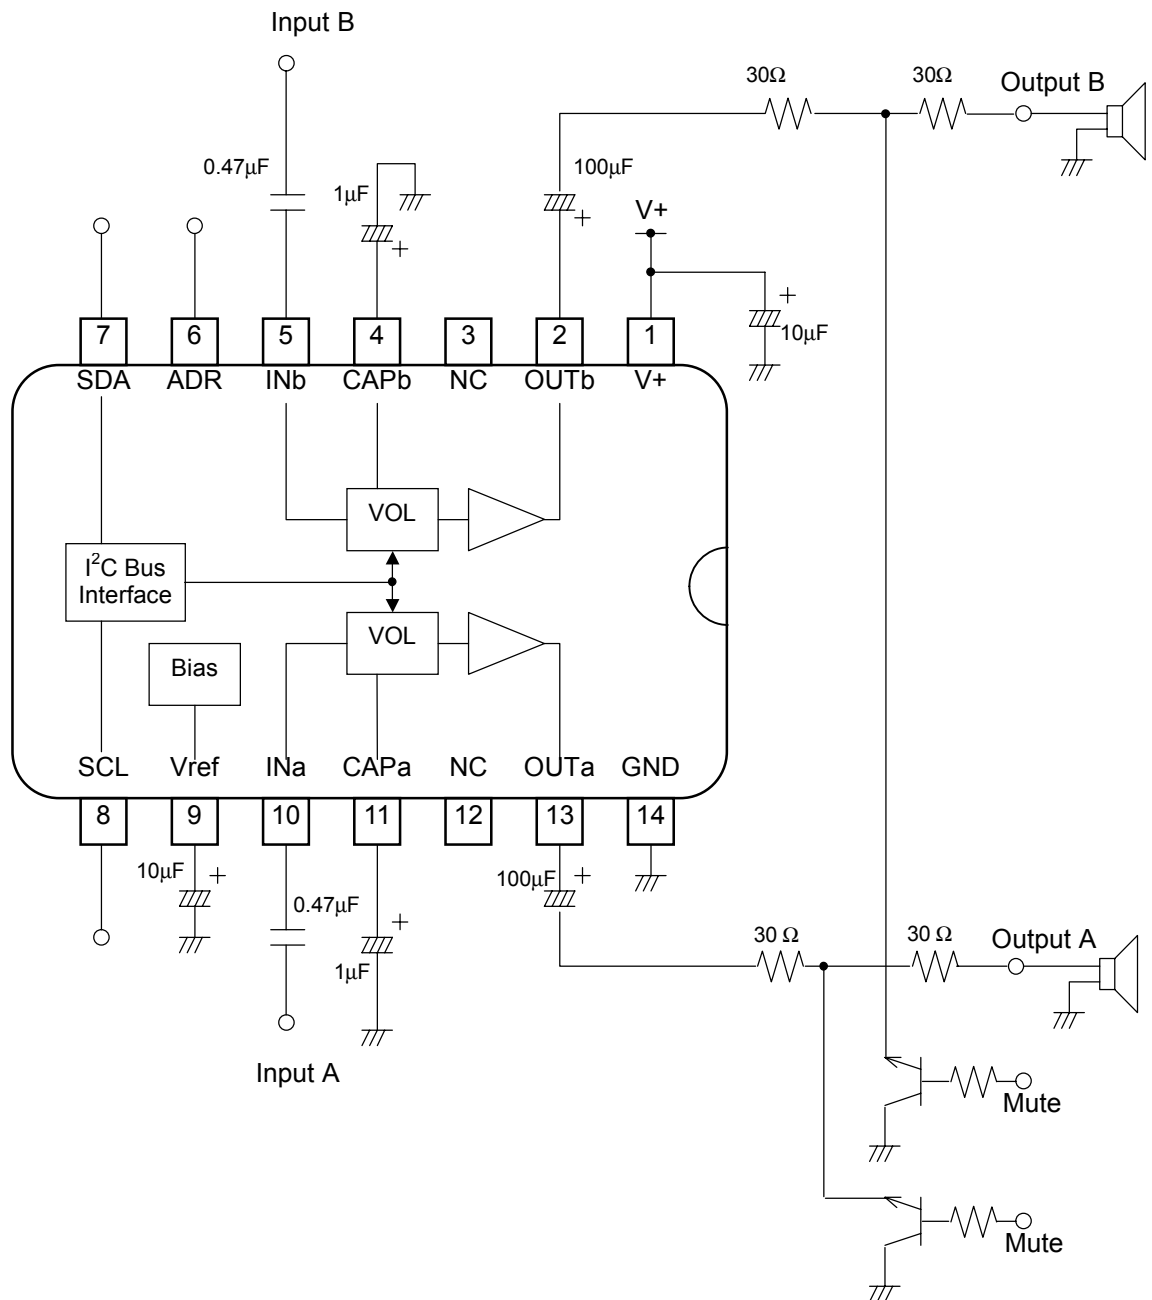 Input B
30Ω
30Ω
Output B
0.47μF
1μF
+
100μF
+
V+
+
10μF
7
6
5
4
3
2
1
SDA
ADR
INb
CAPb
NC
OUTb
V+
VOL
I²C Bus
Interface
VOL
Bias
SCL
Vref
INa
CAPa
NC
OUTa
GND
8
9
10
11
12
13
14
10μF
+
0.47μF
+
1μF
100μF
+
30 Ω
30 Ω
Output A
Input A
Mute
Mute